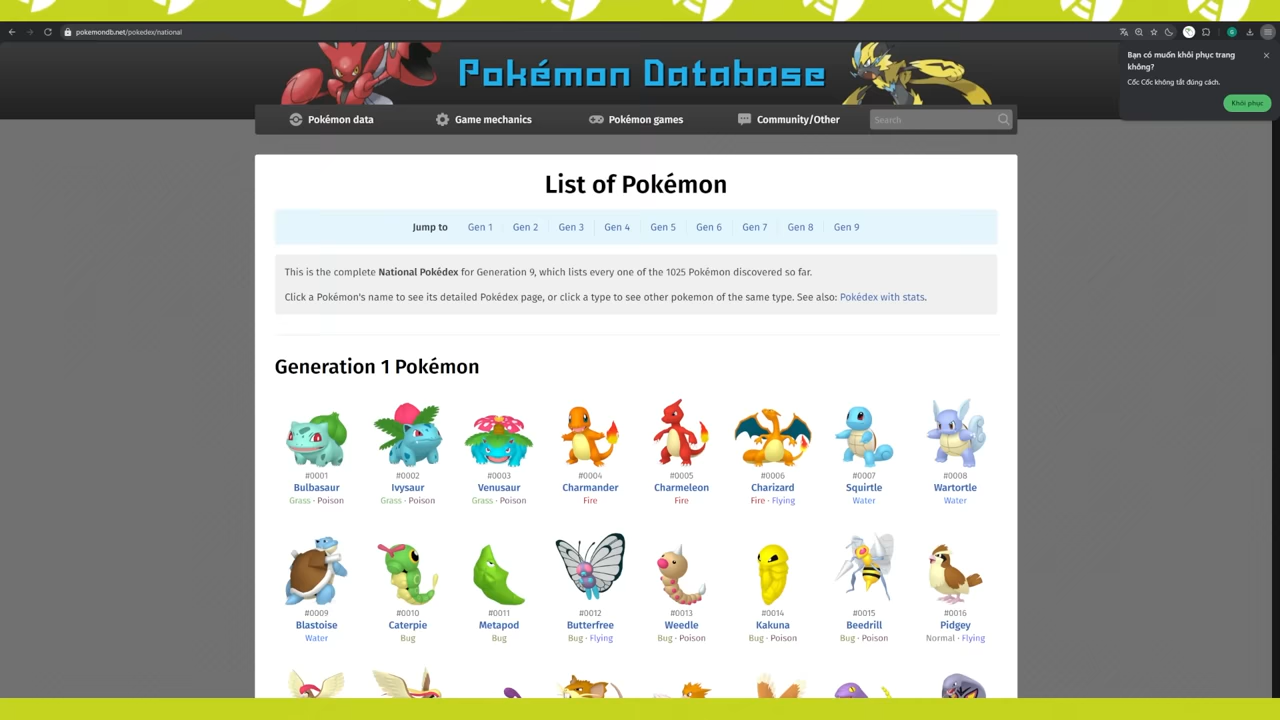 pokemondb.net/pokedex/national
Bạn có muốn khôi phục trang
không?
Cốc Cốc không tắt đúng cách.
Khôi phục
Pokémon Database
Pokémon data
Game mechanics
Pokémon games
Community/Other
Search
List of Pokémon
Jump to Gen 1 Gen 2 Gen 3 Gen 4 Gen 5 Gen 6 Gen 7 Gen 8 Gen 9
This is the complete National Pokédex for Generation 9, which lists every one of the 1025 Pokémon discovered so far.
Click a Pokémon's name to see its detailed Pokédex page, or click a type to see other pokemon of the same type. See also: Pokédex with stats.
Generation 1 Pokémon
#0001 #0002 #0003 #0004 #0005 #0006 #0007 #0008
Bulbasaur Ivysaur Venusaur Charmander Charmeleon Charizard Squirtle Wartortle
Grass · Poison Grass · Poison Grass · Poison Fire Fire Fire · Flying Water Water
#0009 #0010 #0011 #0012 #0013 #0014 #0015 #0016
Blastoise Caterpie Metapod Butterfree Weedle Kakuna Beedrill Pidgey
Water Bug Bug Bug · Flying Bug · Poison Bug · Poison Bug · Poison Normal · Flying